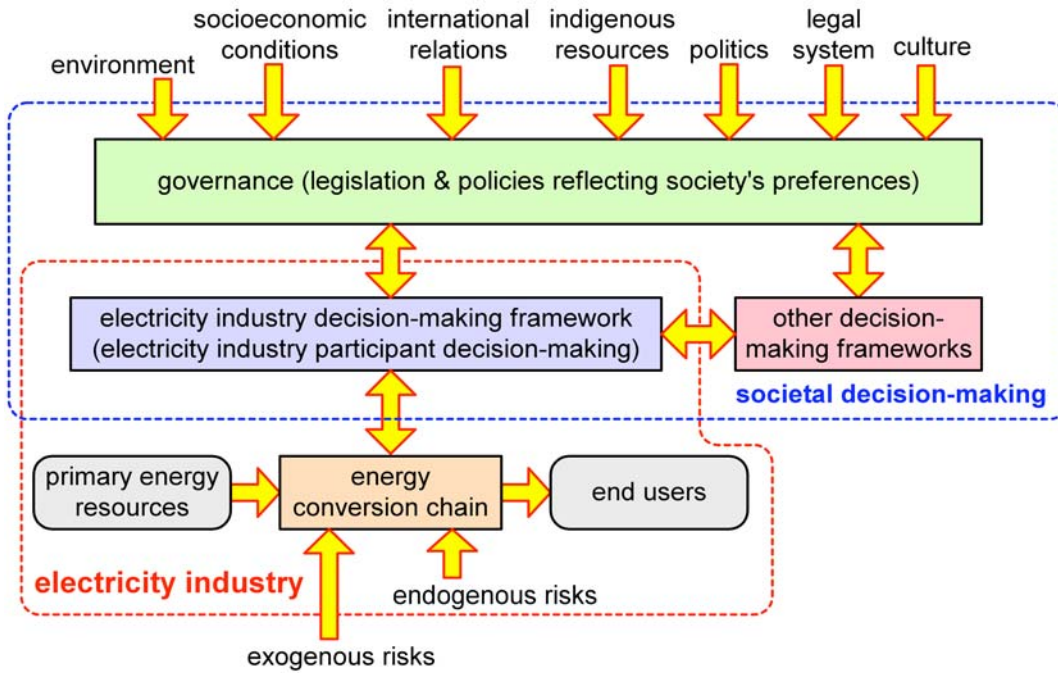 environment
socioeconomic
conditions
international
relations
indigenous
resources
politics
legal
system
culture
governance (legislation & policies reflecting society's preferences)
electricity industry decision-making framework
(electricity industry participant decision-making)
other decision-
making frameworks
societal decision-making
primary energy
resources
energy
conversion chain
end users
electricity industry
endogenous risks
exogenous risks